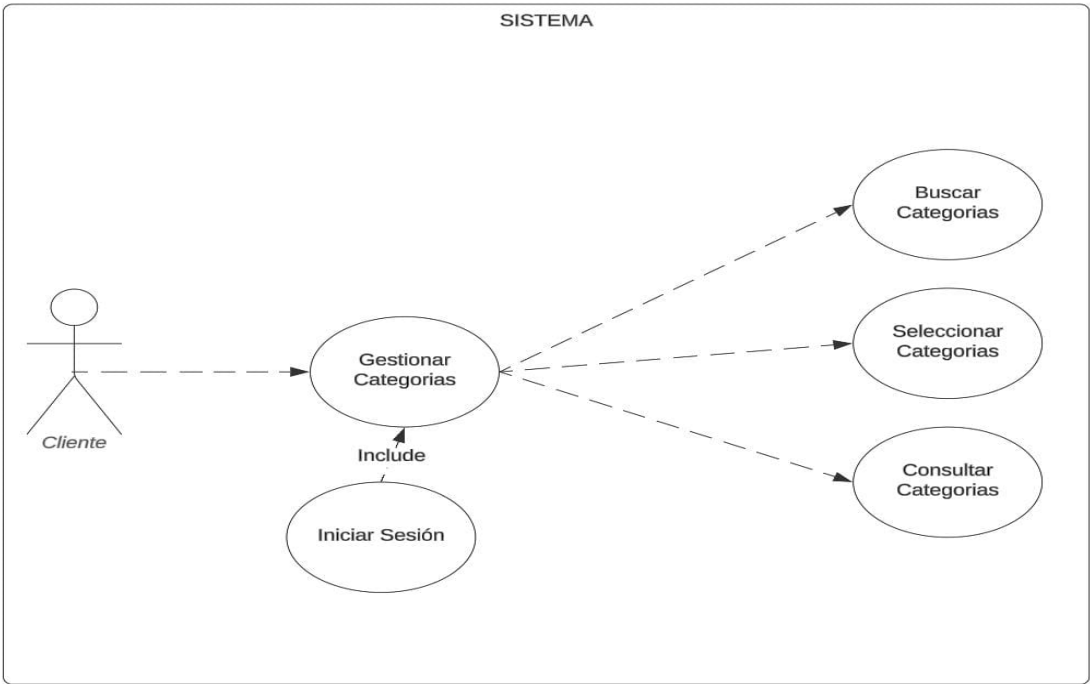 SISTEMA
Buscar
Categorias
Seleccionar
Categorias
Gestionar
Categorias
Cliente
Include
Consultar
Categorias
Iniciar Sesión